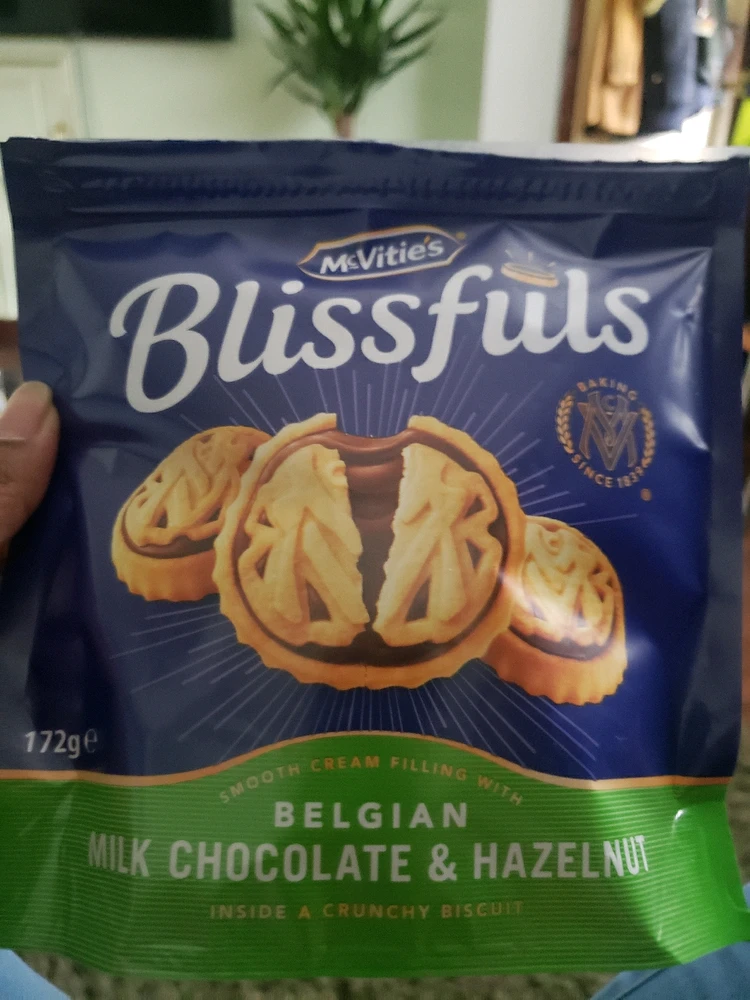 McVitie's
Blissfuls
BAKING
SINCE 1839
172g℮
SMOOTH CREAM FILLING WITH
BELGIAN
MILK CHOCOLATE & HAZELNUT
INSIDE A CRUNCHY BISCUIT